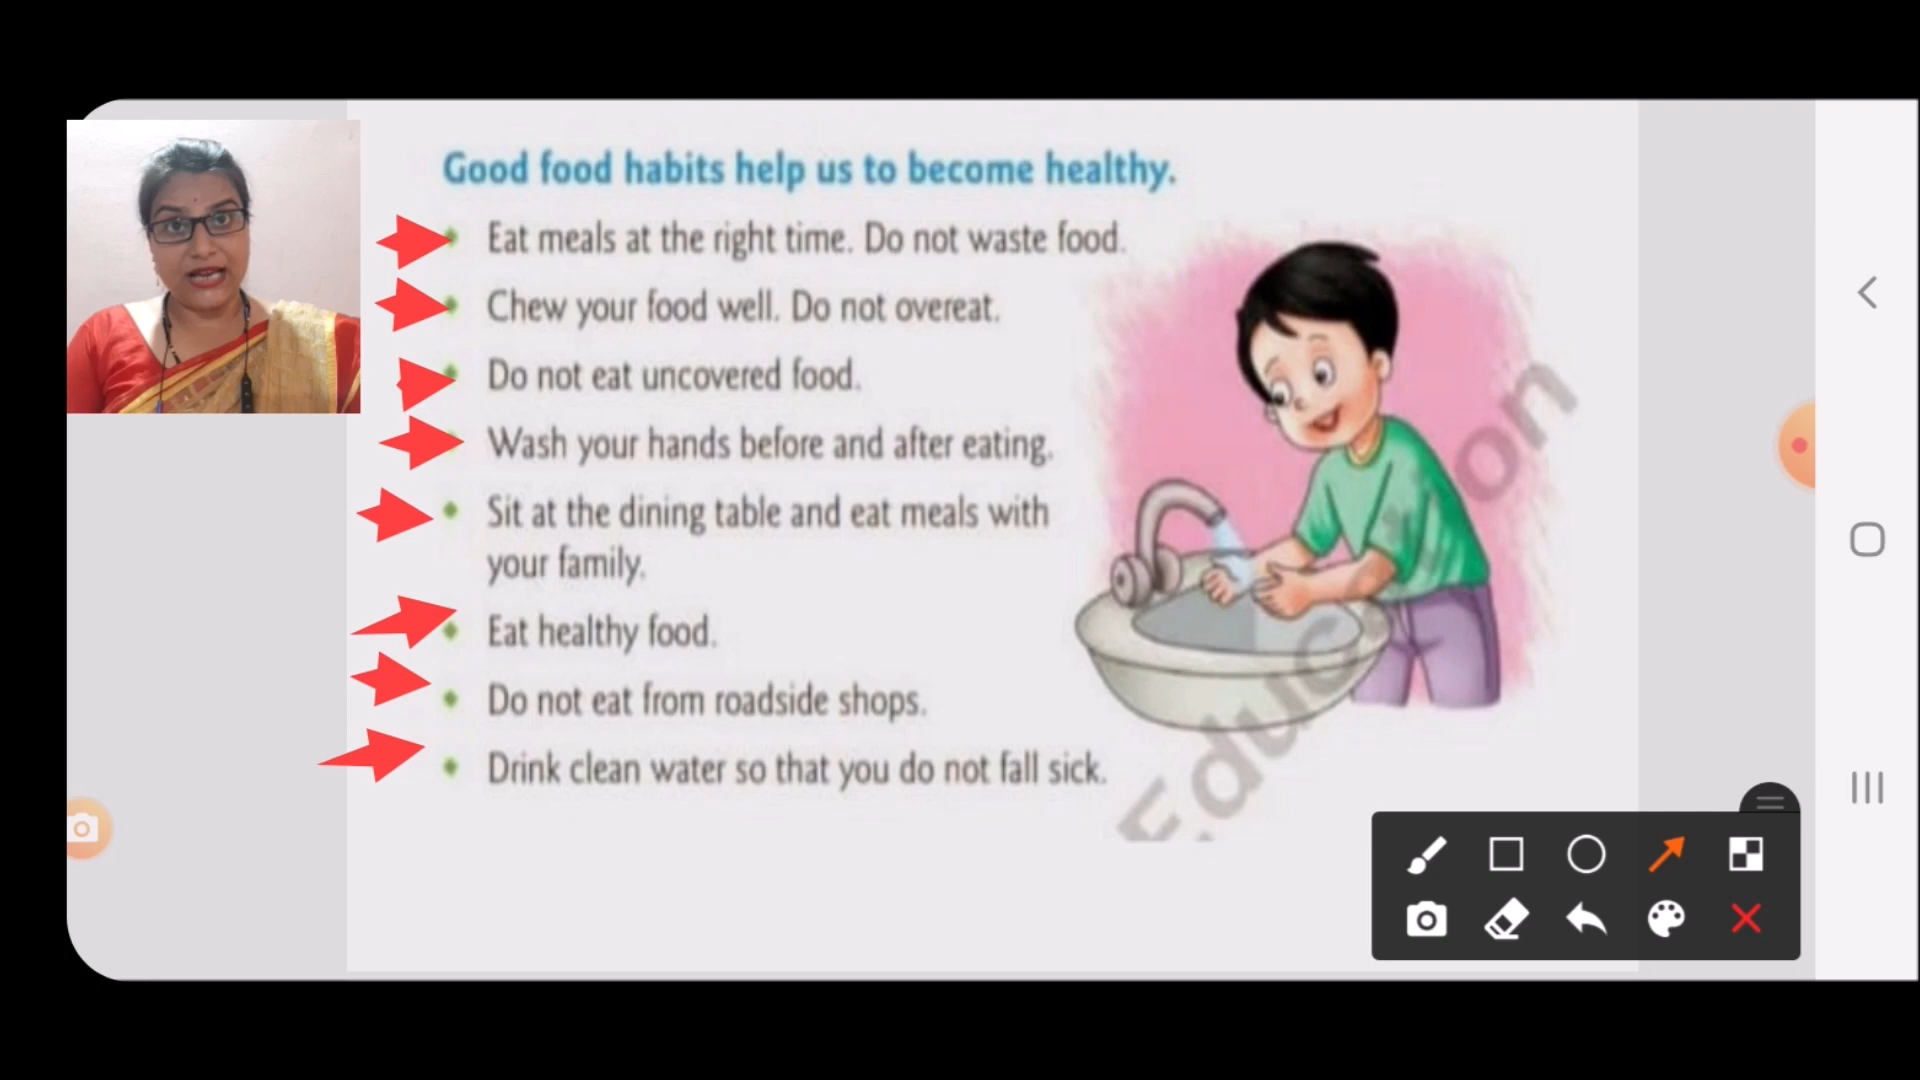 Good food habits help us to become healthy.
Eat meals at the right time. Do not waste food.
Chew your food well. Do not overeat.
Do not eat uncovered food.
Wash your hands before and after eating.
Sit at the dining table and eat meals with
your family.
Eat healthy food.
Do not eat from roadside shops.
Drink clean water so that you do not fall sick.